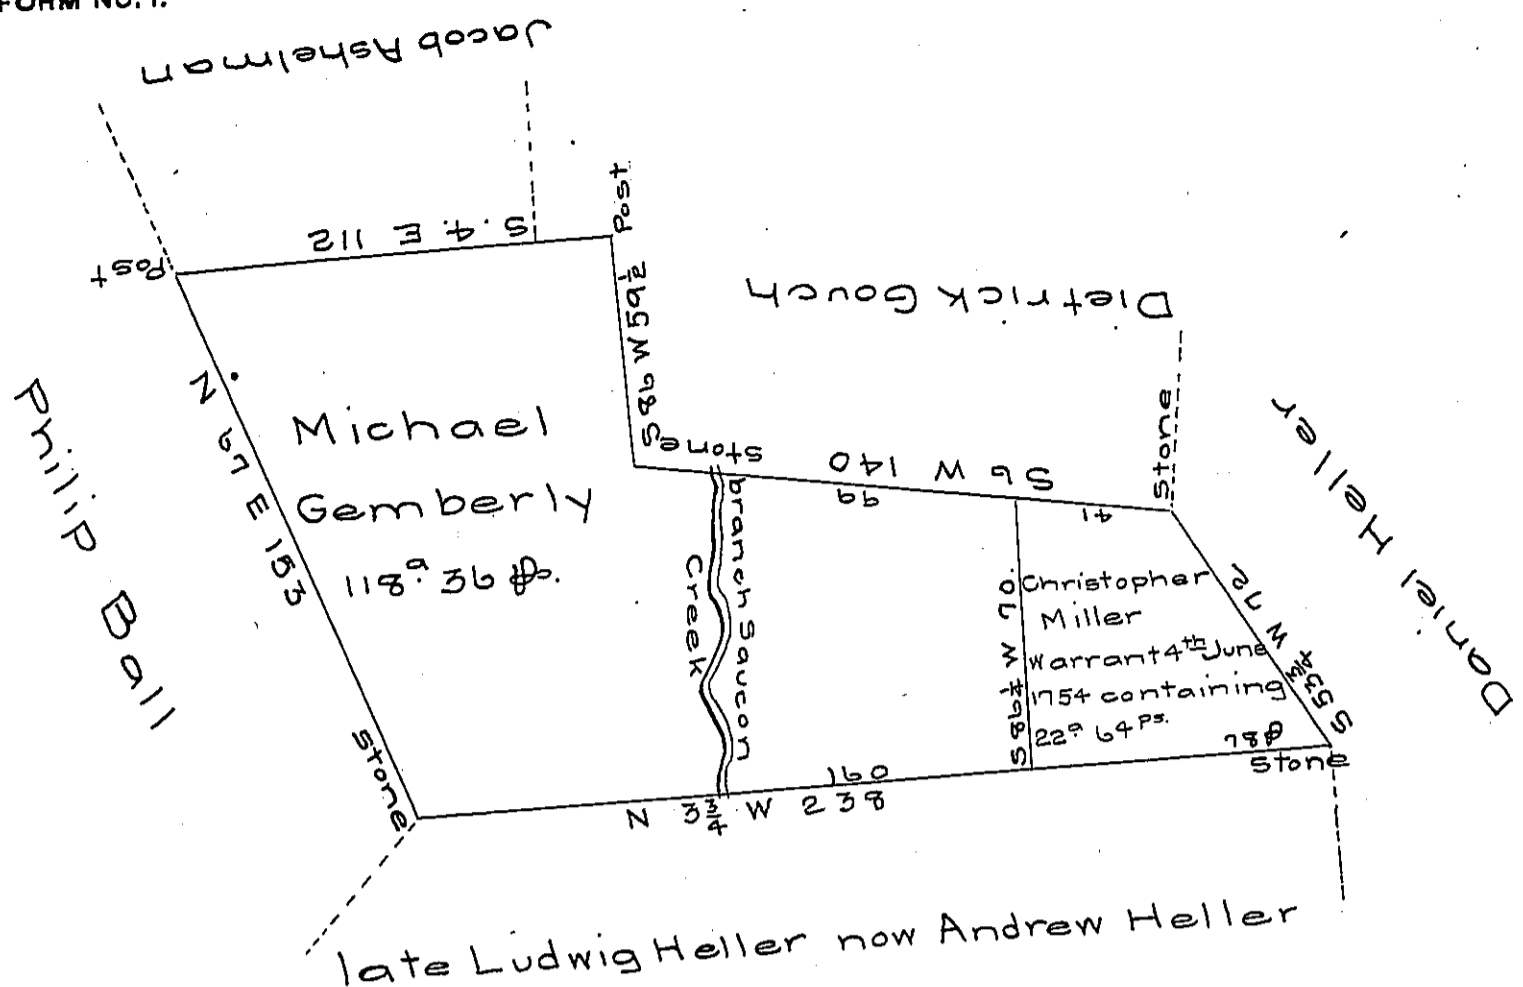 FORM NO. 1.
Jacob Ashelman
Post
S. 4. E 112
Post
S 86 W 59½
Dietrick Gouch
Philip Ball
N 67 E 153
Michael
Gemberly
118ᵃ. 36 ps.
Stones
S 6 W 140
99
41
Stone
Daniel Heller
branch Saucon
Creek
S 86¼ W 70.
Christopher
Miller
Warrant 4th June
1754 containing
22ᵃ 64 ps.
S 53¾ W 72
78 ps
Stone
Stone
160
N 3¾ W 238
late Ludwig Heller now Andrew Heller